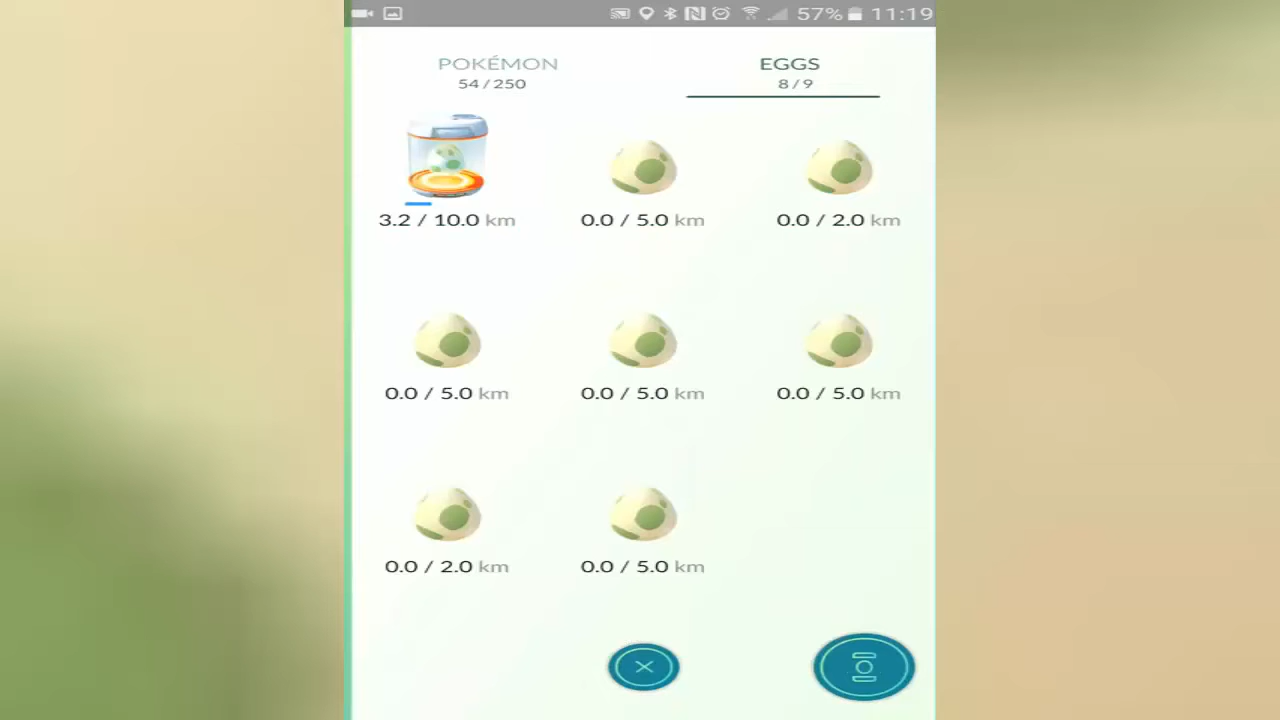 57% 11:19
POKÉMON EGGS
54 / 250 8 / 9
3.2 / 10.0 km 0.0 / 5.0 km 0.0 / 2.0 km
0.0 / 5.0 km 0.0 / 5.0 km 0.0 / 5.0 km
0.0 / 2.0 km 0.0 / 5.0 km